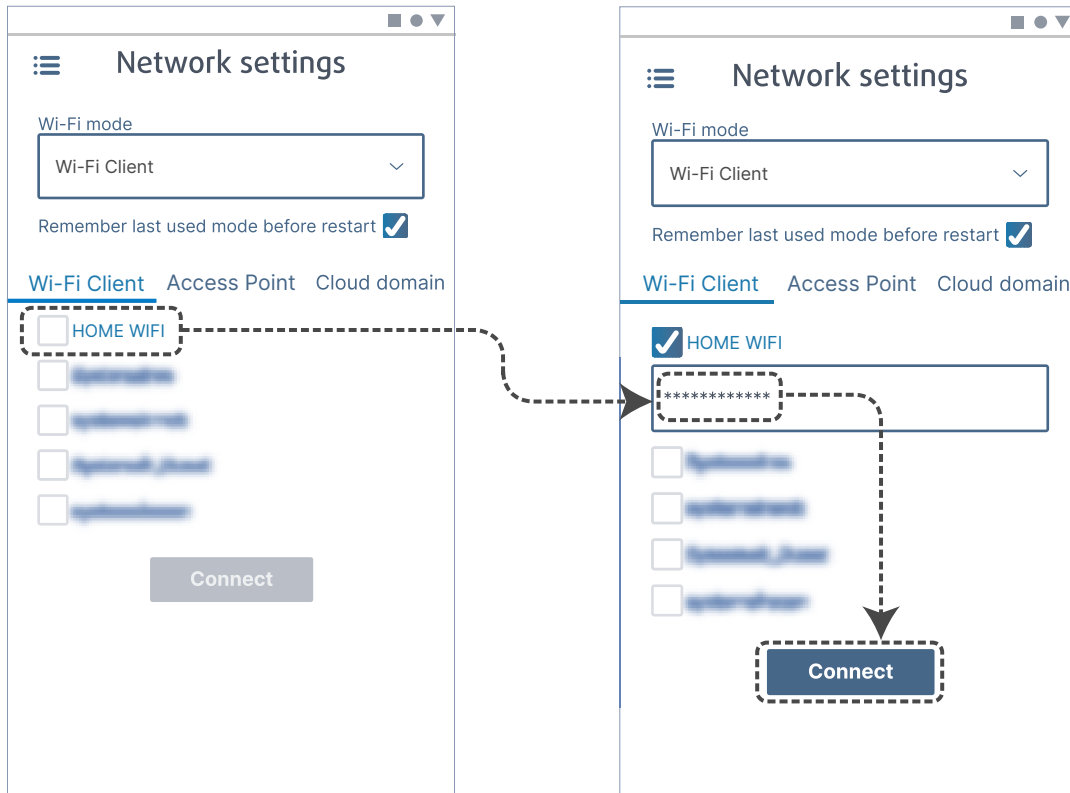 Network settings
Wi-Fi mode
Wi-Fi Client
Remember last used mode before restart
Wi-Fi Client Access Point Cloud domain
HOME WIFI
Connect
Network settings
Wi-Fi mode
Wi-Fi Client
Remember last used mode before restart
Wi-Fi Client Access Point Cloud domain
HOME WIFI
************
Connect